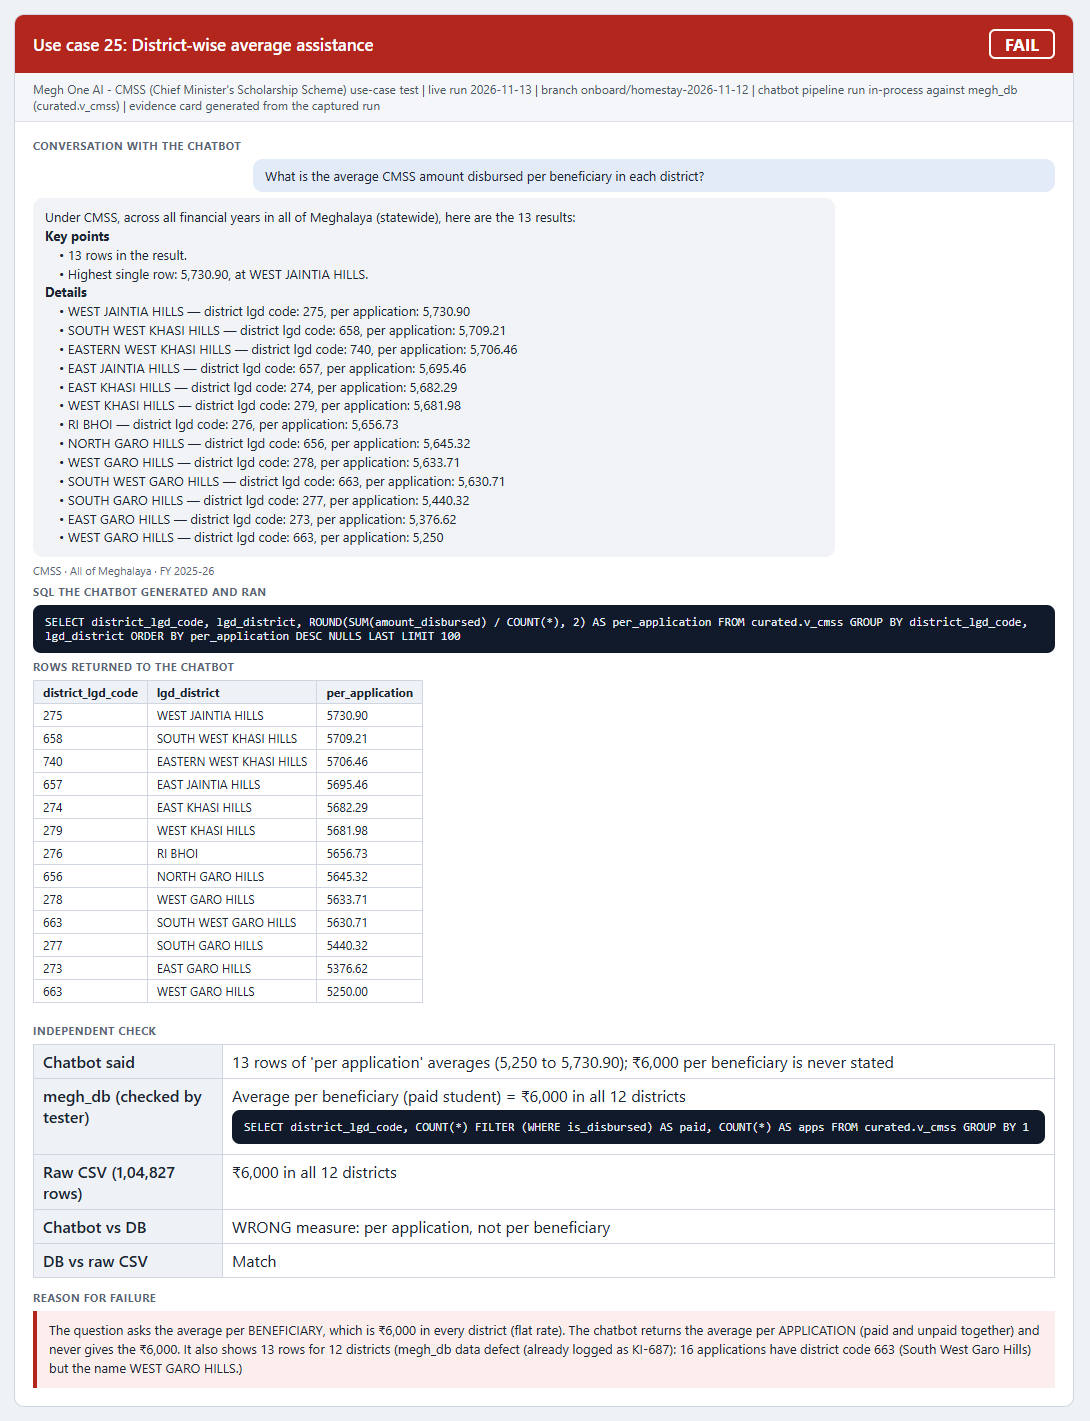 Use case 25: District-wise average assistance
FAIL
Megh One AI - CMSS (Chief Minister's Scholarship Scheme) use-case test | live run 2026-11-13 | branch onboard/homestay-2026-11-12 | chatbot pipeline run in-process against megh_db
(curated.v_cmss) | evidence card generated from the captured run
CONVERSATION WITH THE CHATBOT
What is the average CMSS amount disbursed per beneficiary in each district?
Under CMSS, across all financial years in all of Meghalaya (statewide), here are the 13 results:
Key points
• 13 rows in the result.
• Highest single row: 5,730.90, at WEST JAINTIA HILLS.
Details
• WEST JAINTIA HILLS — district lgd code: 275, per application: 5,730.90
• SOUTH WEST KHASI HILLS — district lgd code: 658, per application: 5,709.21
• EASTERN WEST KHASI HILLS — district lgd code: 740, per application: 5,706.46
• EAST JAINTIA HILLS — district lgd code: 657, per application: 5,695.46
• EAST KHASI HILLS — district lgd code: 274, per application: 5,682.29
• WEST KHASI HILLS — district lgd code: 279, per application: 5,681.98
• RI BHOI — district lgd code: 276, per application: 5,656.73
• NORTH GARO HILLS — district lgd code: 656, per application: 5,645.32
• WEST GARO HILLS — district lgd code: 278, per application: 5,633.71
• SOUTH WEST GARO HILLS — district lgd code: 663, per application: 5,630.71
• SOUTH GARO HILLS — district lgd code: 277, per application: 5,440.32
• EAST GARO HILLS — district lgd code: 273, per application: 5,376.62
• WEST GARO HILLS — district lgd code: 663, per application: 5,250
CMSS · All of Meghalaya · FY 2025-26
SQL THE CHATBOT GENERATED AND RAN
SELECT district_lgd_code, lgd_district, ROUND(SUM(amount_disbursed) / COUNT(*), 2) AS per_application FROM curated.v_cmss GROUP BY district_lgd_code,
lgd_district ORDER BY per_application DESC NULLS LAST LIMIT 100
ROWS RETURNED TO THE CHATBOT
district_lgd_code lgd_district per_application
275 WEST JAINTIA HILLS 5730.90
658 SOUTH WEST KHASI HILLS 5709.21
740 EASTERN WEST KHASI HILLS 5706.46
657 EAST JAINTIA HILLS 5695.46
274 EAST KHASI HILLS 5682.29
279 WEST KHASI HILLS 5681.98
276 RI BHOI 5656.73
656 NORTH GARO HILLS 5645.32
278 WEST GARO HILLS 5633.71
663 SOUTH WEST GARO HILLS 5630.71
277 SOUTH GARO HILLS 5440.32
273 EAST GARO HILLS 5376.62
663 WEST GARO HILLS 5250.00
INDEPENDENT CHECK
Chatbot said 13 rows of 'per application' averages (5,250 to 5,730.90); ₹6,000 per beneficiary is never stated
megh_db (checked by
tester)
Average per beneficiary (paid student) = ₹6,000 in all 12 districts
SELECT district_lgd_code, COUNT(*) FILTER (WHERE is_disbursed) AS paid, COUNT(*) AS apps FROM curated.v_cmss GROUP BY 1
Raw CSV (1,04,827
rows)
₹6,000 in all 12 districts
Chatbot vs DB WRONG measure: per application, not per beneficiary
DB vs raw CSV Match
REASON FOR FAILURE
The question asks the average per BENEFICIARY, which is ₹6,000 in every district (flat rate). The chatbot returns the average per APPLICATION (paid and unpaid together) and
never gives the ₹6,000. It also shows 13 rows for 12 districts (megh_db data defect (already logged as KI-687): 16 applications have district code 663 (South West Garo Hills)
but the name WEST GARO HILLS.)